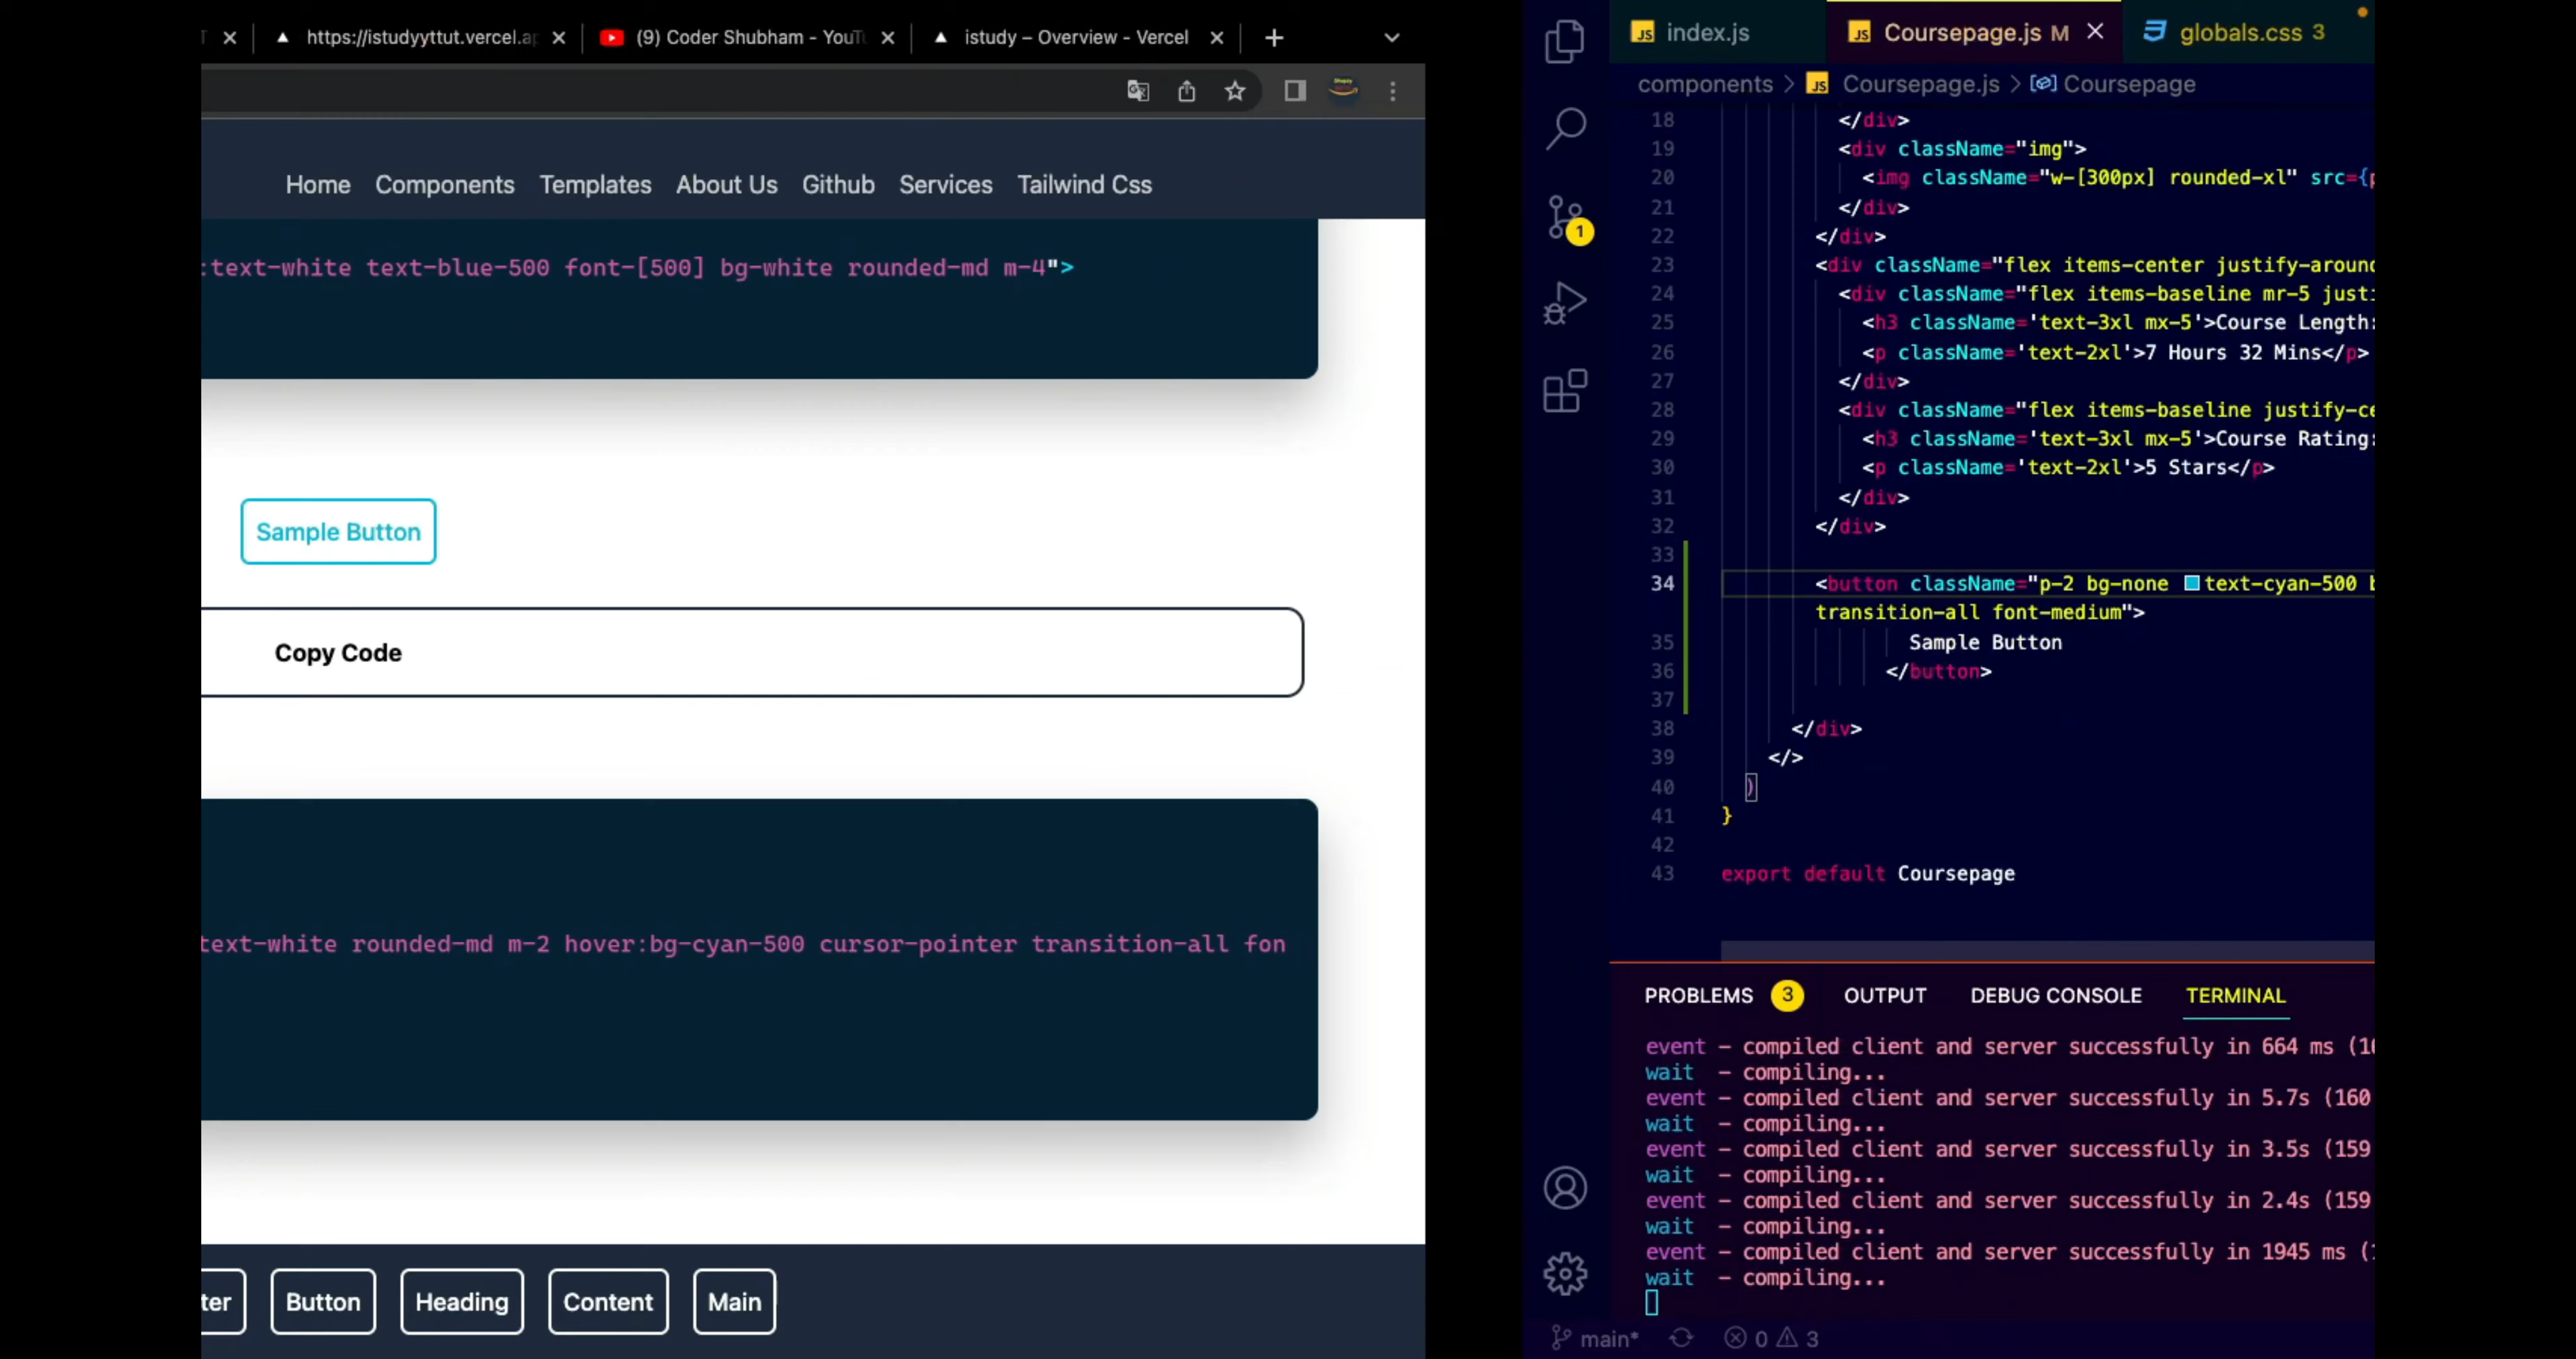 https://istudyyttut.vercel.ap
(9) Coder Shubham - YouTu
istudy – Overview - Vercel
Home Components Templates About Us Github Services Tailwind Css
:text-white text-blue-500 font-[500] bg-white rounded-md m-4">
Sample Button
Copy Code
text-white rounded-md m-2 hover:bg-cyan-500 cursor-pointer transition-all fon
ter Button Heading Content Main
JS index.js JS Coursepage.js M globals.css 3
components > JS Coursepage.js > Coursepage
18 </div>
19 <div className="img">
20 <img className="w-[300px] rounded-xl" src={p
21 </div>
22 </div>
23 <div className="flex items-center justify-around
24 <div className="flex items-baseline mr-5 justi
25 <h3 className='text-3xl mx-5'>Course Length:
26 <p className='text-2xl'>7 Hours 32 Mins</p>
27 </div>
28 <div className="flex items-baseline justify-ce
29 <h3 className='text-3xl mx-5'>Course Rating:
30 <p className='text-2xl'>5 Stars</p>
31 </div>
32 </div>
33
34 <button className="p-2 bg-none text-cyan-500 b
transition-all font-medium">
35 Sample Button
36 </button>
37
38 </div>
39 </>
40 )
41 }
42
43 export default Coursepage
1
PROBLEMS 3 OUTPUT DEBUG CONSOLE TERMINAL
event - compiled client and server successfully in 664 ms (16
wait - compiling...
event - compiled client and server successfully in 5.7s (160
wait - compiling...
event - compiled client and server successfully in 3.5s (159
wait - compiling...
event - compiled client and server successfully in 2.4s (159
wait - compiling...
event - compiled client and server successfully in 1945 ms (
wait - compiling...
main* 0 3